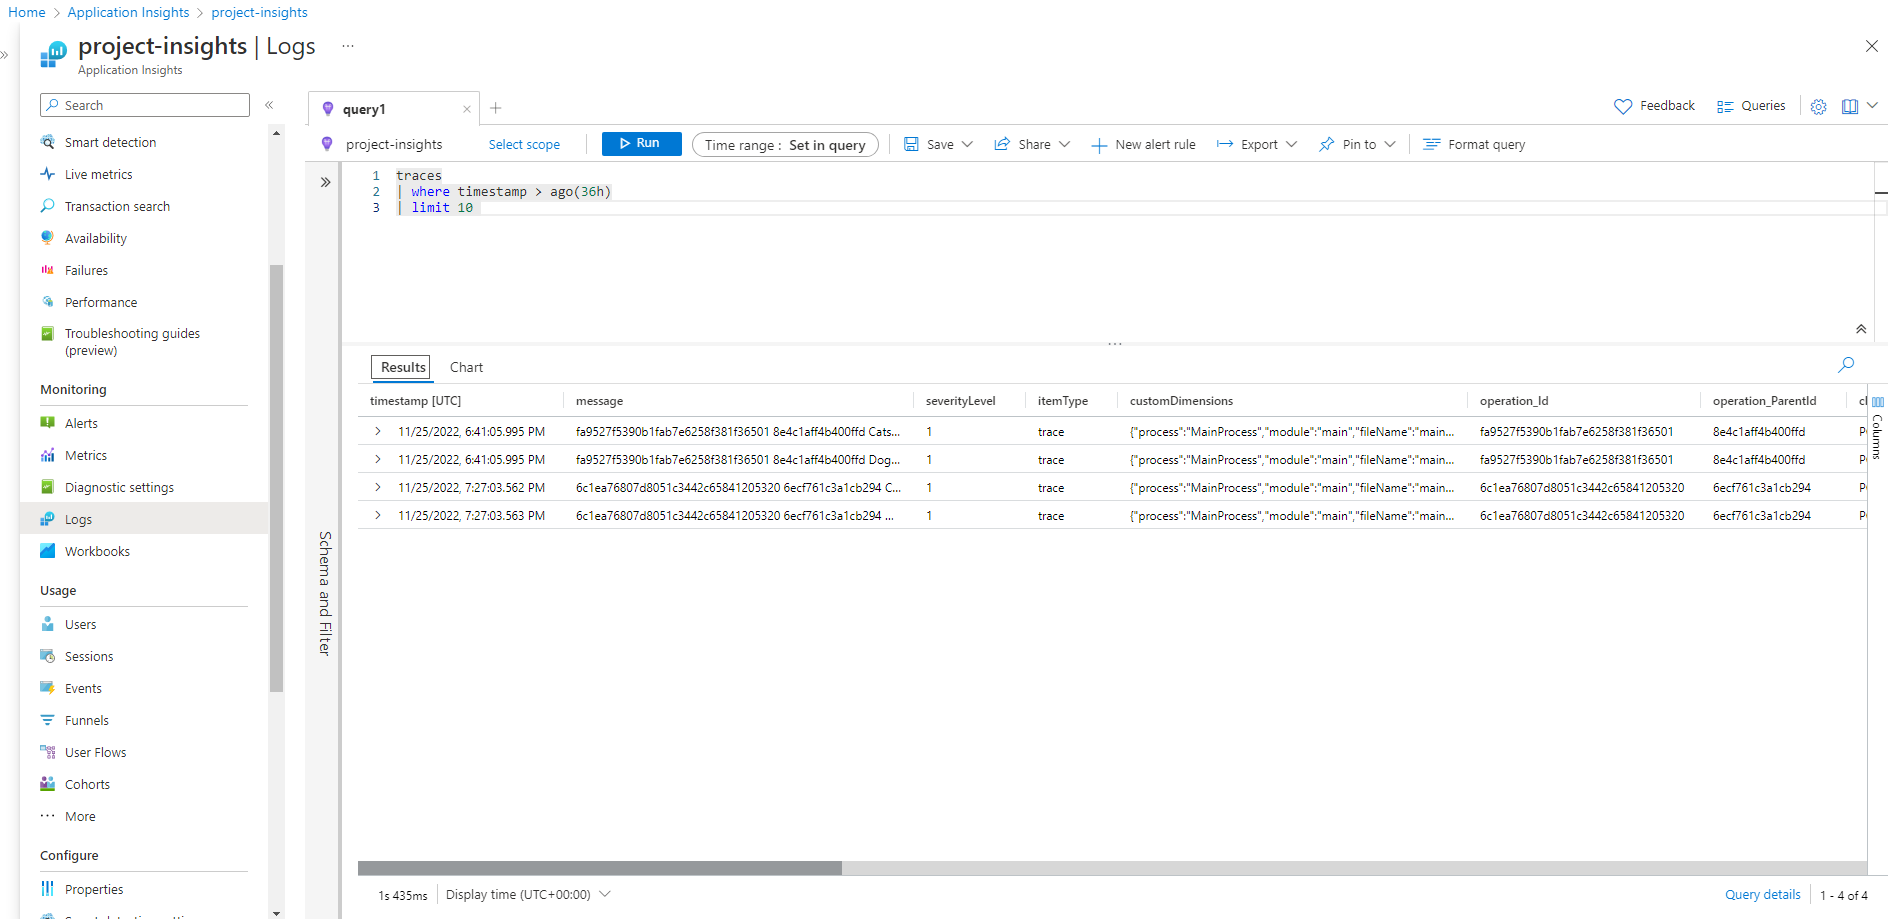 Home > Application Insights > project-insights
project-insights | Logs ...
Application Insights
Search
Smart detection
Live metrics
Transaction search
Availability
Failures
Performance
Troubleshooting guides
(preview)
Monitoring
Alerts
Metrics
Diagnostic settings
Logs
Workbooks
Usage
Users
Sessions
Events
Funnels
User Flows
Cohorts
More
Configure
Properties
query1
Feedback
Queries
project-insights
Select scope
Run
Time range : Set in query
Save
Share
New alert rule
Export
Pin to
Format query
1 traces
2 | where timestamp > ago(36h)
3 | limit 10
Schema and Filter
Results
Chart
timestamp [UTC] message severityLevel itemType customDimensions operation_Id operation_ParentId cl
11/25/2022, 6:41:05.995 PM fa9527f5390b1fab7e6258f381f36501 8e4c1aff4b400ffd Cats... 1 trace {"process":"MainProcess","module":"main","fileName":"main... fa9527f5390b1fab7e6258f381f36501 8e4c1aff4b400ffd
11/25/2022, 6:41:05.995 PM fa9527f5390b1fab7e6258f381f36501 8e4c1aff4b400ffd Dog... 1 trace {"process":"MainProcess","module":"main","fileName":"main... fa9527f5390b1fab7e6258f381f36501 8e4c1aff4b400ffd
11/25/2022, 7:27:03.562 PM 6c1ea76807d8051c3442c65841205320 6ecf761c3a1cb294 C... 1 trace {"process":"MainProcess","module":"main","fileName":"main... 6c1ea76807d8051c3442c65841205320 6ecf761c3a1cb294
11/25/2022, 7:27:03.563 PM 6c1ea76807d8051c3442c65841205320 6ecf761c3a1cb294 ... 1 trace {"process":"MainProcess","module":"main","fileName":"main... 6c1ea76807d8051c3442c65841205320 6ecf761c3a1cb294
Columns
1s 435ms
Display time (UTC+00:00)
Query details
1 - 4 of 4